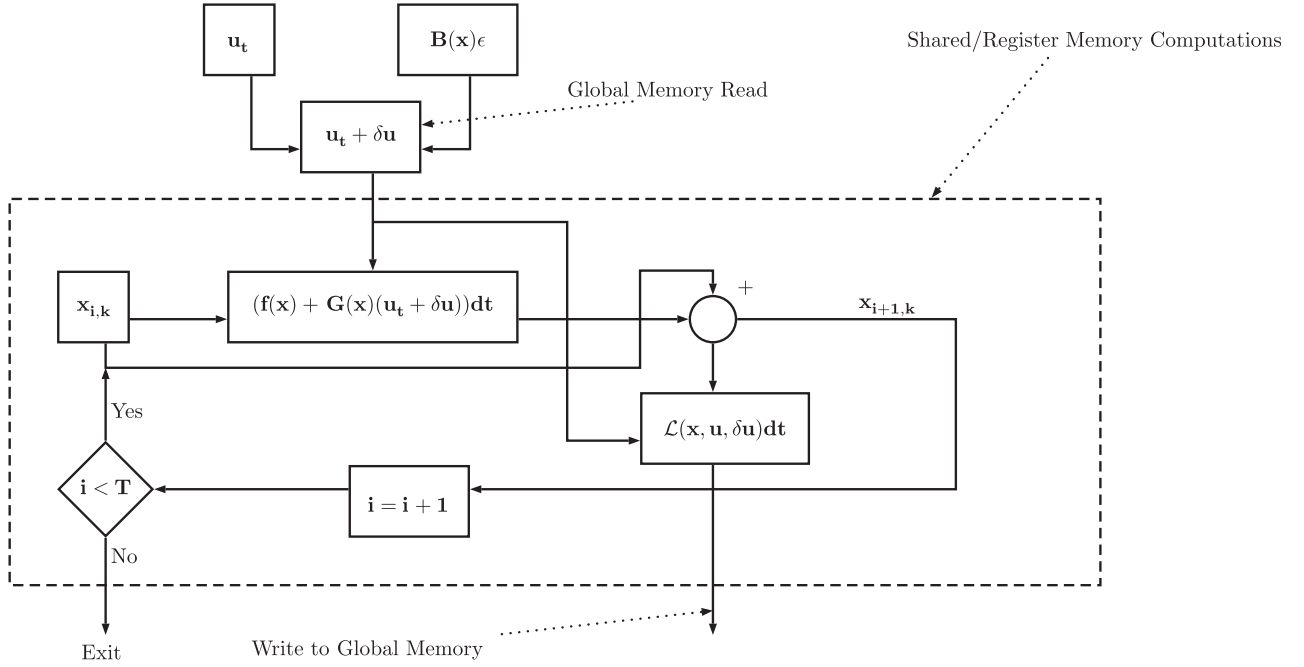 u_t
B(x)ϵ
Shared/Register Memory Computations
Global Memory Read
u_t + δu
x_{i,k}
(f(x) + G(x)(u_t + δu))dt
+
x_{i+1,k}
Yes
ℒ(x, u, δu)dt
i < T
i = i + 1
No
Exit
Write to Global Memory